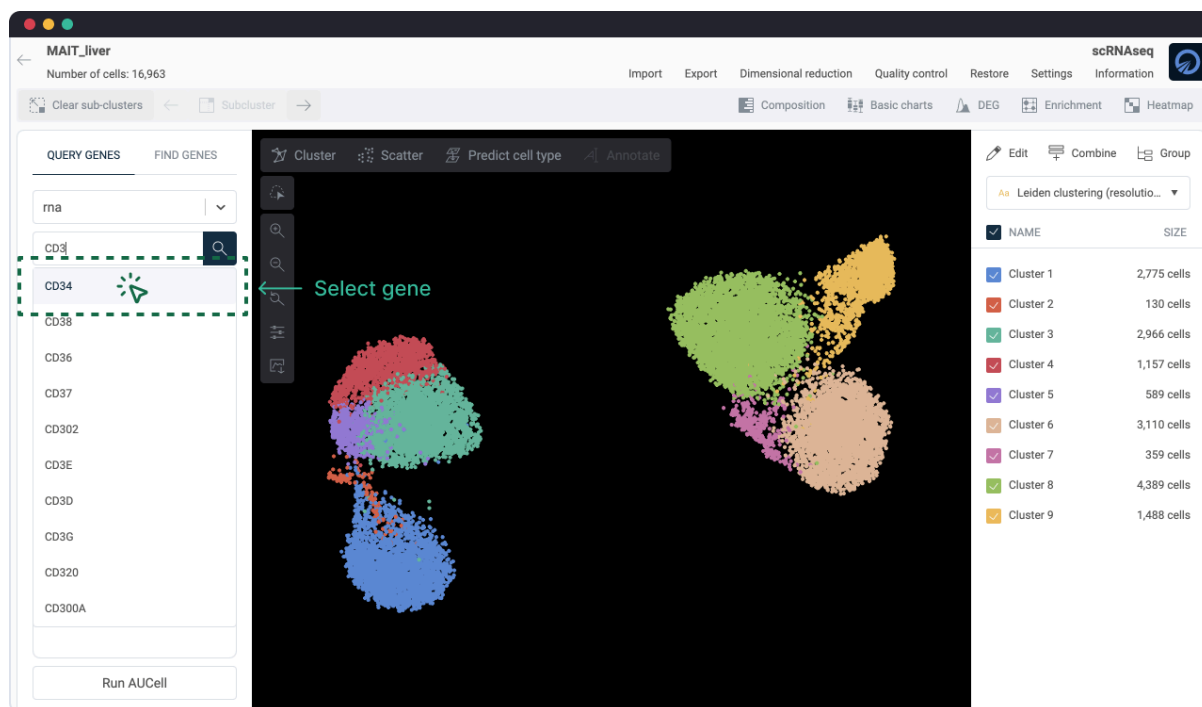 MAIT_liver
Number of cells: 16,963
scRNAseq
Import Export Dimensional reduction Quality control Restore Settings Information
Clear sub-clusters Subcluster Composition Basic charts DEG Enrichment Heatmap
QUERY GENES FIND GENES
rna
CD3
CD34
CD38
CD36
CD37
CD302
CD3E
CD3D
CD3G
CD320
CD300A
Run AUCell
Cluster Scatter Predict cell type Annotate
Select gene
Edit Combine Group
Aa Leiden clustering (resolutio...
NAME SIZE
Cluster 1 2,775 cells
Cluster 2 130 cells
Cluster 3 2,966 cells
Cluster 4 1,157 cells
Cluster 5 589 cells
Cluster 6 3,110 cells
Cluster 7 359 cells
Cluster 8 4,389 cells
Cluster 9 1,488 cells